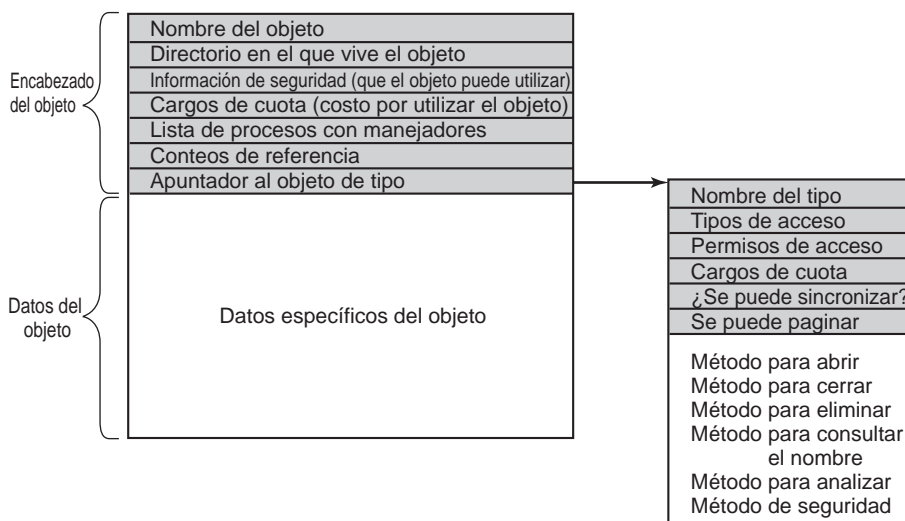 Nombre del objeto
Directorio en el que vive el objeto
Información de seguridad (que el objeto puede utilizar)
Cargos de cuota (costo por utilizar el objeto)
Lista de procesos con manejadores
Conteos de referencia
Apuntador al objeto de tipo
Encabezado
del objeto
Datos del
objeto
Datos específicos del objeto
Nombre del tipo
Tipos de acceso
Permisos de acceso
Cargos de cuota
¿Se puede sincronizar?
Se puede paginar
Método para abrir
Método para cerrar
Método para eliminar
Método para consultar
el nombre
Método para analizar
Método de seguridad